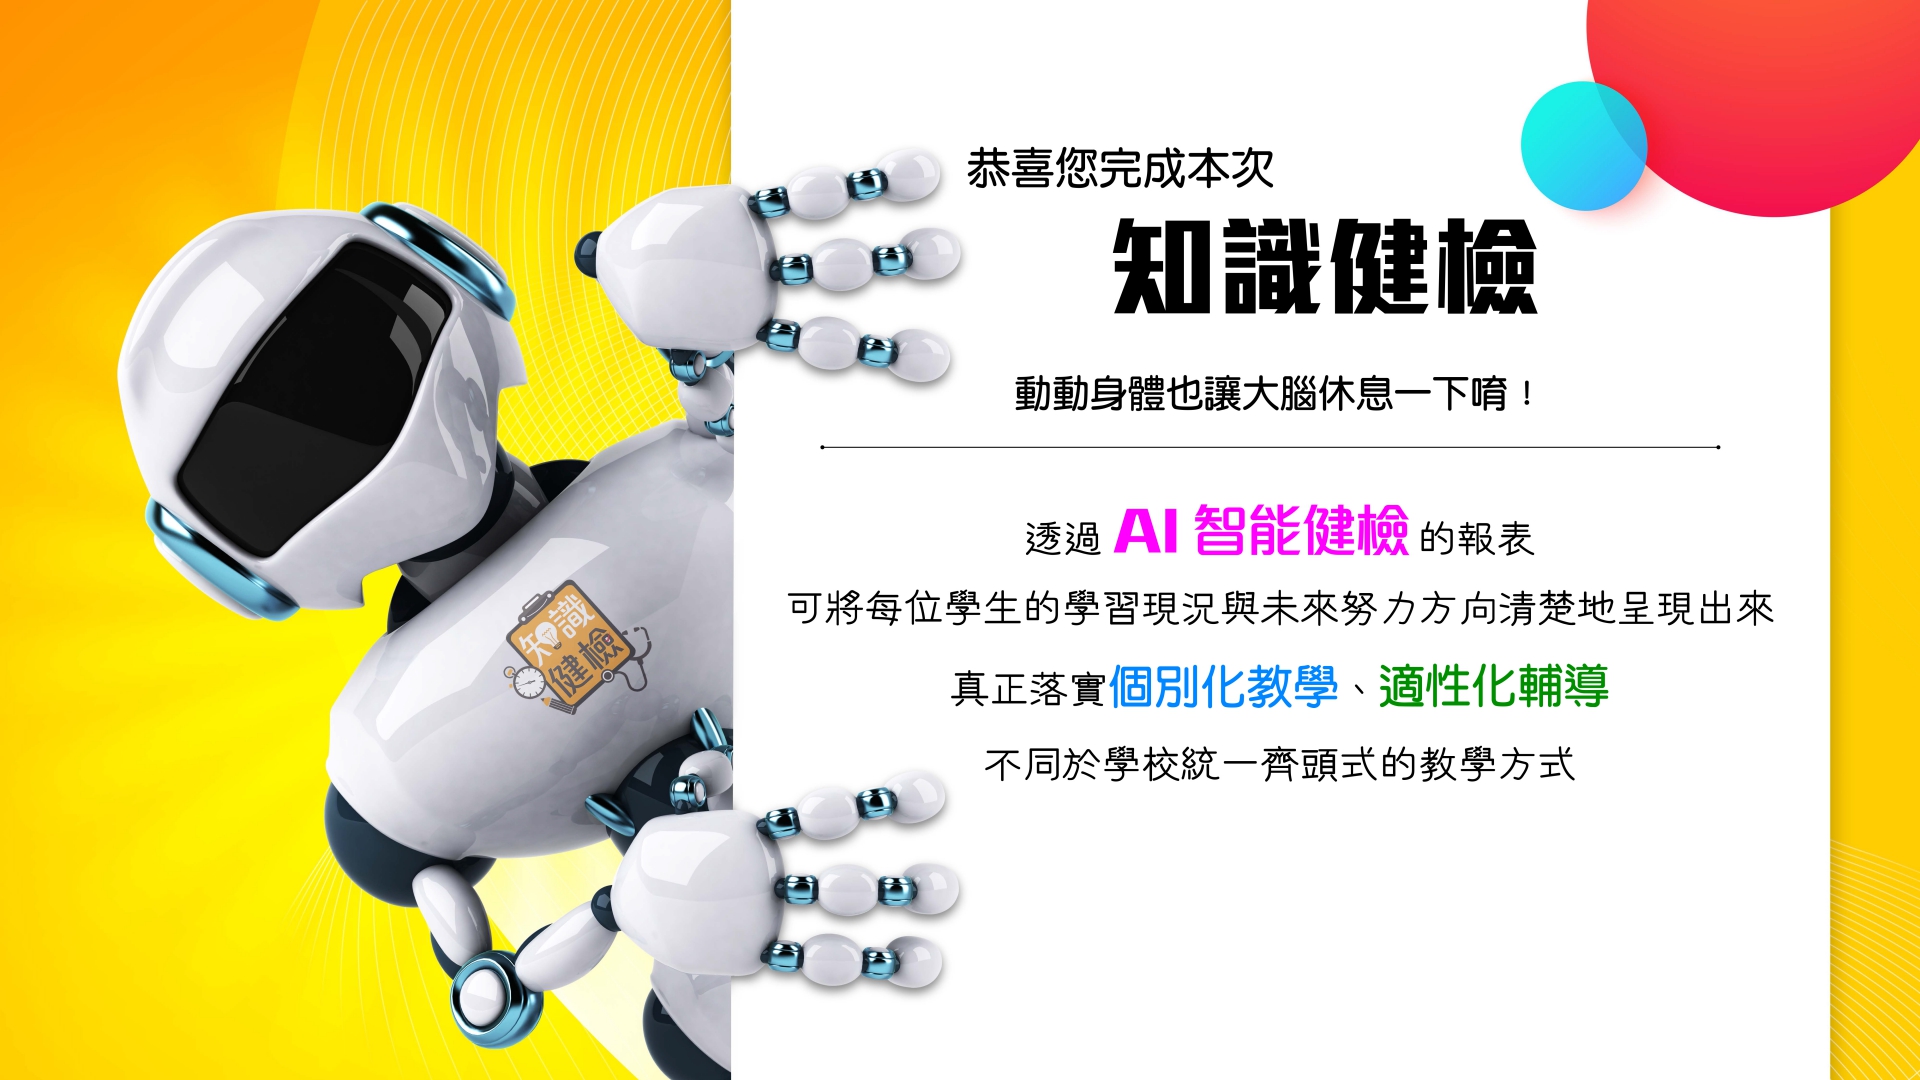 恭喜您完成本次
知識健檢
動動身體也讓大腦休息一下唷！
透過 AI 智能健檢 的報表
可將每位學生的學習現況與未來努力方向清楚地呈現出來
真正落實個別化教學、適性化輔導
不同於學校統一齊頭式的教學方式
知識
健檢